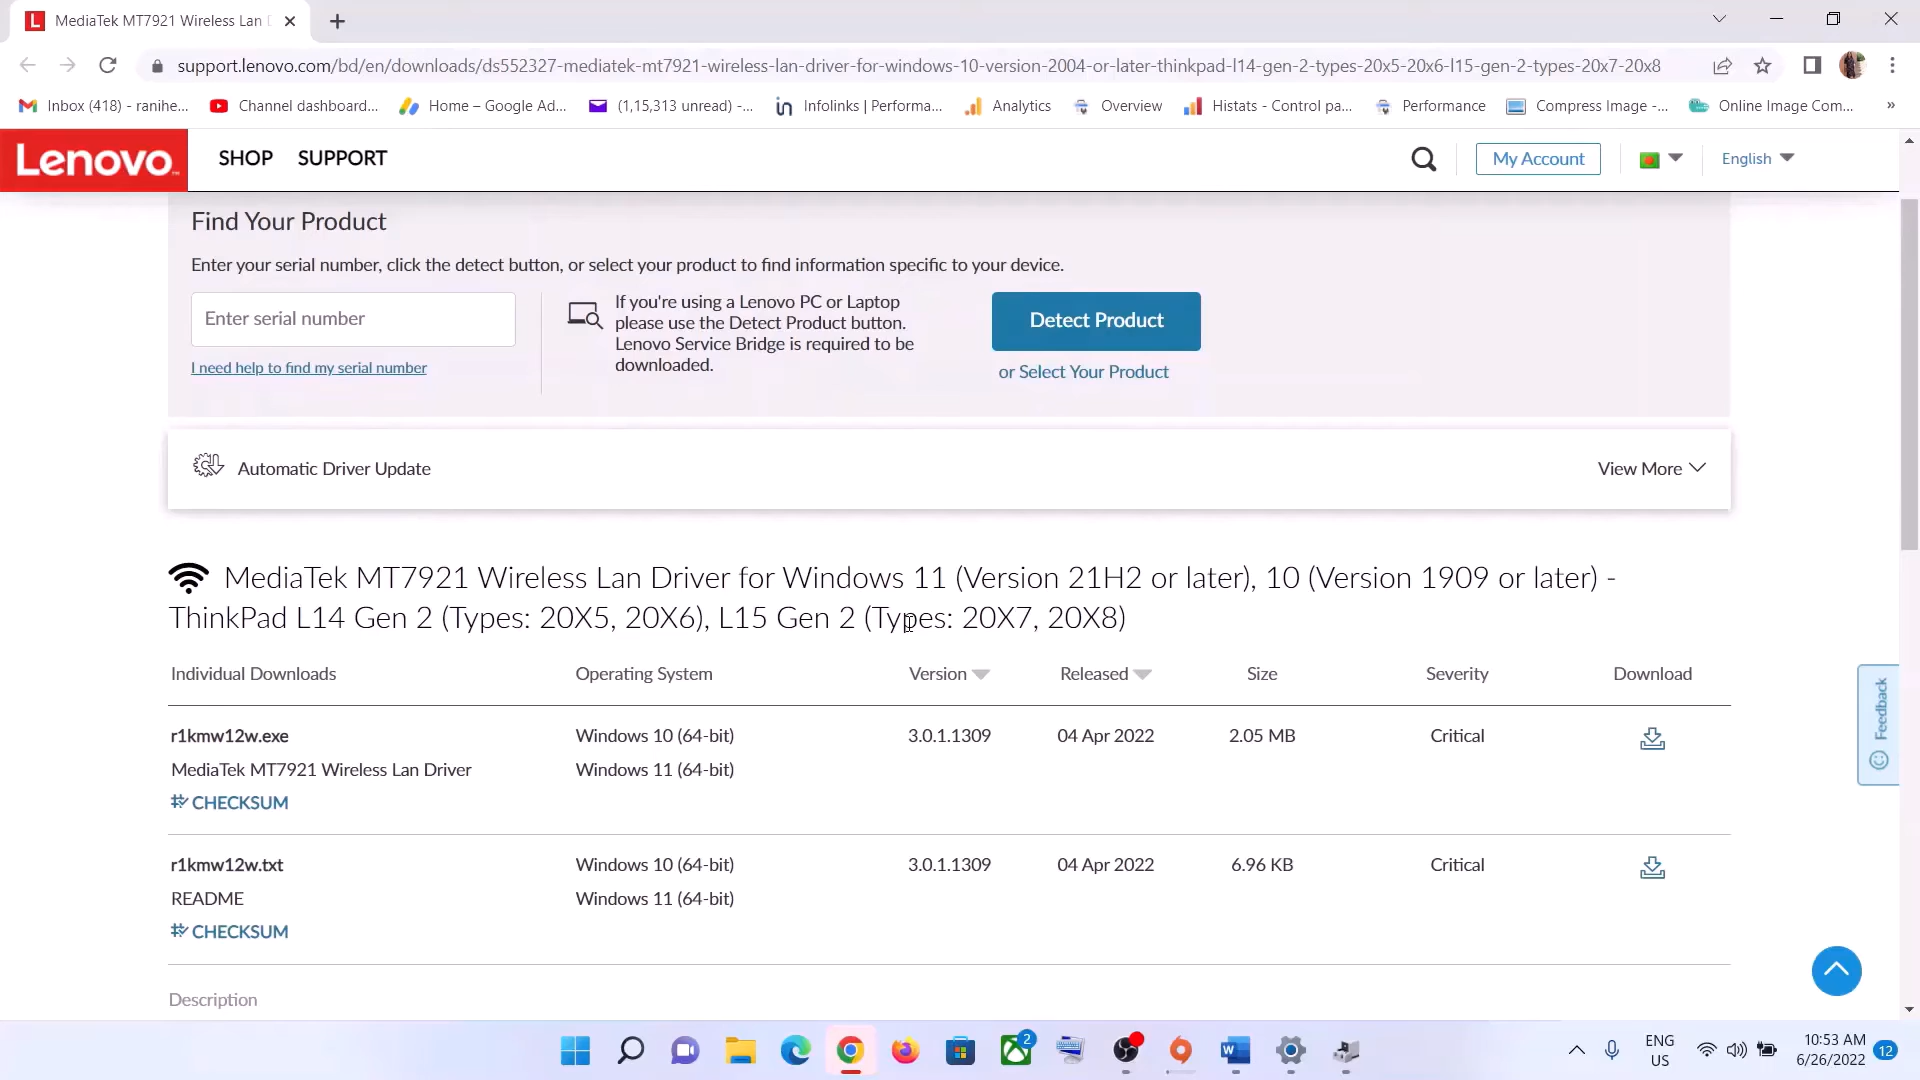 L MediaTek MT7921 Wireless Lan D
support.lenovo.com/bd/en/downloads/ds552327-mediatek-mt7921-wireless-lan-driver-for-windows-10-version-2004-or-later-thinkpad-l14-gen-2-types-20x5-20x6-l15-gen-2-types-20x7-20x8
Inbox (418) - ranihe... Channel dashboard... Home – Google Ad... (1,15,313 unread) -... in Infolinks | Performa... Analytics Overview Histats - Control pa... Performance Compress Image -... Online Image Com... »
Lenovo SHOP SUPPORT My Account English
Find Your Product
Enter your serial number, click the detect button, or select your product to find information specific to your device.
Enter serial number
I need help to find my serial number
If you're using a Lenovo PC or Laptop
please use the Detect Product button.
Lenovo Service Bridge is required to be
downloaded.
Detect Product
or Select Your Product
Automatic Driver Update View More
MediaTek MT7921 Wireless Lan Driver for Windows 11 (Version 21H2 or later), 10 (Version 1909 or later) -
ThinkPad L14 Gen 2 (Types: 20X5, 20X6), L15 Gen 2 (Types: 20X7, 20X8)
Individual Downloads Operating System Version Released Size Severity Download
r1kmw12w.exe Windows 10 (64-bit) 3.0.1.1309 04 Apr 2022 2.05 MB Critical
MediaTek MT7921 Wireless Lan Driver Windows 11 (64-bit)
CHECKSUM
r1kmw12w.txt Windows 10 (64-bit) 3.0.1.1309 04 Apr 2022 6.96 KB Critical
README Windows 11 (64-bit)
CHECKSUM
Description
Feedback
2
W
ENG
US
10:53 AM
6/26/2022
12